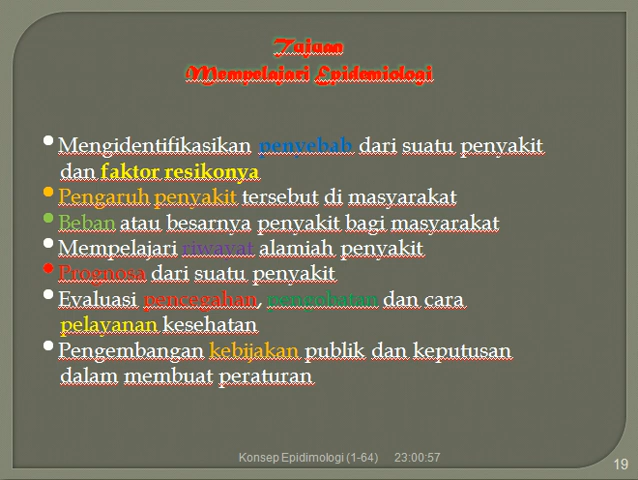 Tujuan
Mempelajari Epidemiologi
• Mengidentifikasikan penyebab dari suatu penyakit
dan faktor resikonya
• Pengaruh penyakit tersebut di masyarakat
• Beban atau besarnya penyakit bagi masyarakat
• Mempelajari riwayat alamiah penyakit
• Prognosa dari suatu penyakit
• Evaluasi pencegahan, pengobatan dan cara
pelayanan kesehatan
• Pengembangan kebijakan publik dan keputusan
dalam membuat peraturan
Konsep Epidimologi (1-64) 23:00:57
19